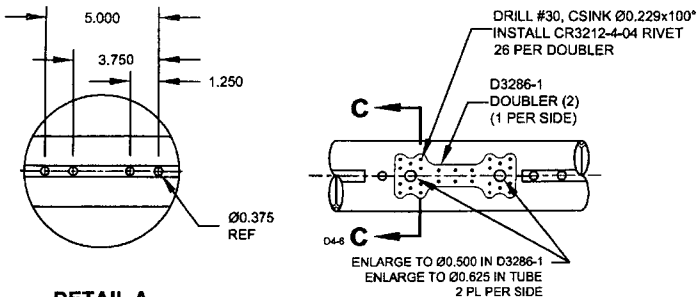 5.000
3.750
1.250
Ø0.375
REF
DETAIL A
DRILL #30, CSINK Ø0.229x100°
INSTALL CR3212-4-04 RIVET
26 PER DOUBLER
D3286-1
DOUBLER (2)
(1 PER SIDE)
C
D4-6 C
ENLARGE TO Ø0.500 IN D3286-1
ENLARGE TO Ø0.625 IN TUBE
2 PL PER SIDE